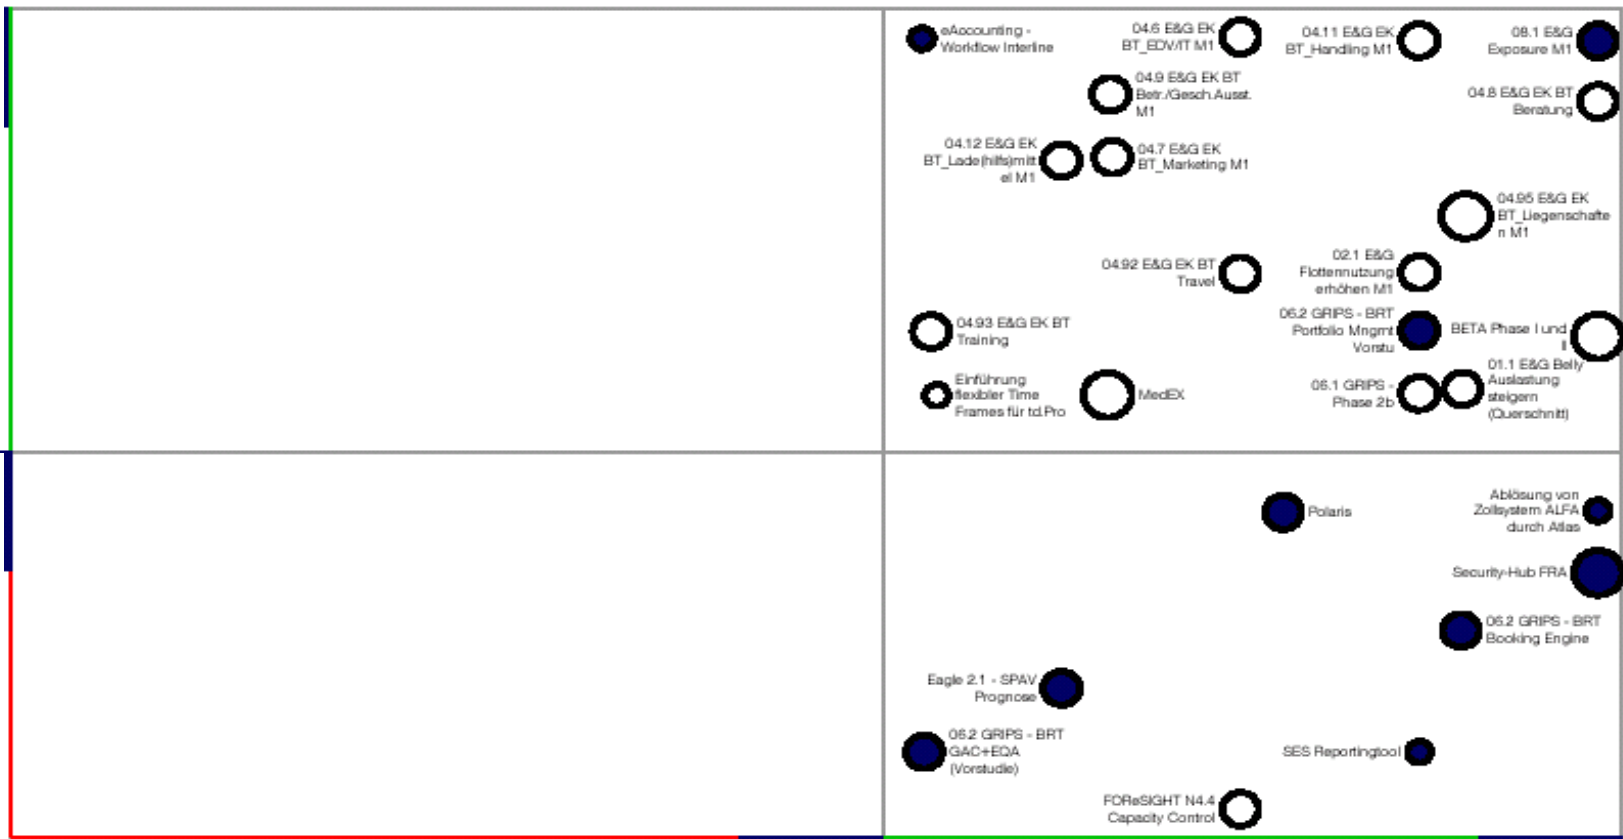 eAccounting -
Workflow Interline
04.6 E&G EK
BT_EDV/IT M1
04.11 E&G EK
BT_Handling M1
08.1 E&G
Exposure M1
04.9 E&G EK BT
Betr./Gesch.Ausst.
M1
04.8 E&G EK BT
Beratung
04.12 E&G EK
BT_Lade(hilfs)mitt
el M1
04.7 E&G EK
BT_Marketing M1
04.95 E&G EK
BT_Liegenschafte
n M1
04.92 E&G EK BT
Travel
02.1 E&G
Flottennutzung
erhöhen M1
04.93 E&G EK BT
Training
06.2 GRIPS - BRT
Portfolio Mngmt
Vorstu
BETA Phase I und
II
Einführung
flexibler Time
Frames für td.Pro
MedEX
06.1 GRIPS -
Phase 2b
01.1 E&G Belly
Auslastung
steigern
(Querschnitt)
Polaris
Ablösung von
Zollsystem ALFA
durch Atlas
Security-Hub FRA
06.2 GRIPS - BRT
Booking Engine
Eagle 2.1 - SPAV
Prognose
06.2 GRIPS - BRT
GAC+EQA
(Vorstudie)
SES Reportingtool
FOReSIGHT N4.4
Capacity Control